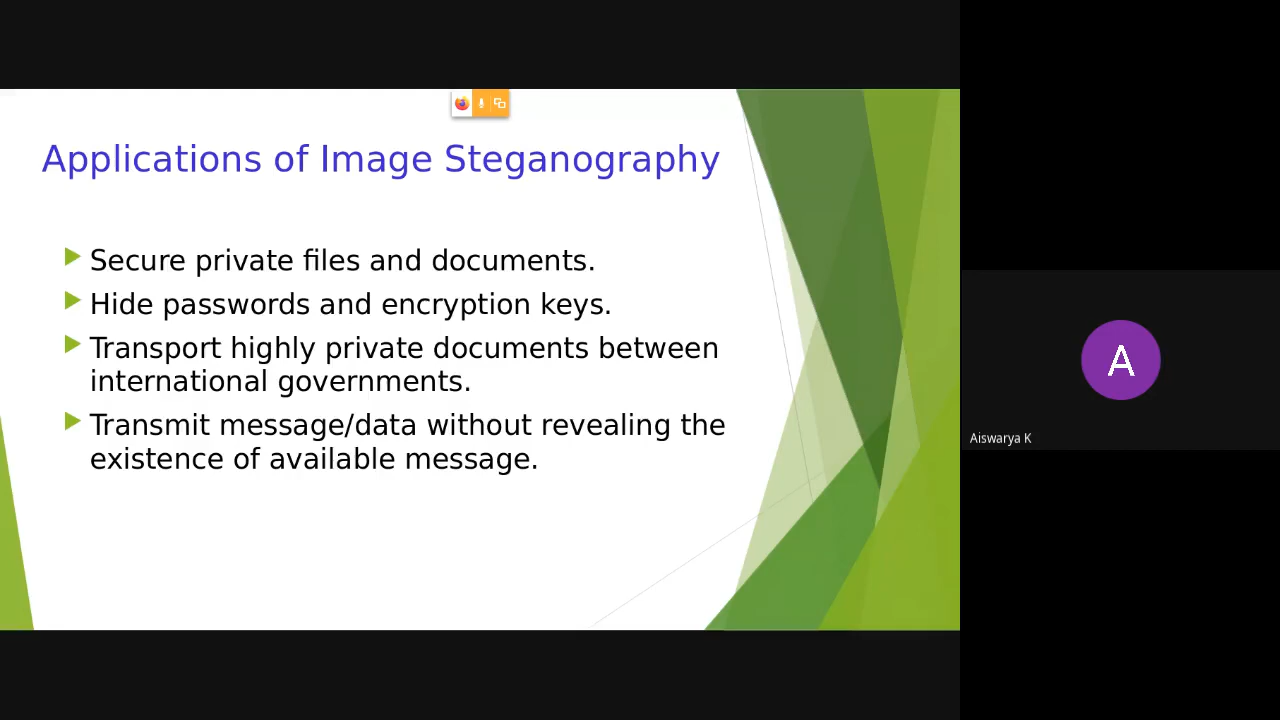 Applications of Image Steganography
Secure private files and documents.
Hide passwords and encryption keys.
Transport highly private documents between
international governments.
Transmit message/data without revealing the
existence of available message.
A
Aiswarya K